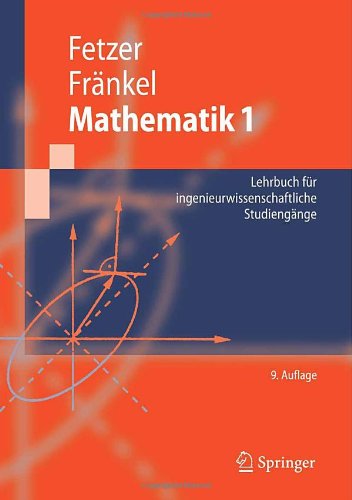 Fetzer
Fränkel
Mathematik 1
Lehrbuch für
ingenieurwissenschaftliche
Studiengänge
9. Auflage
Springer